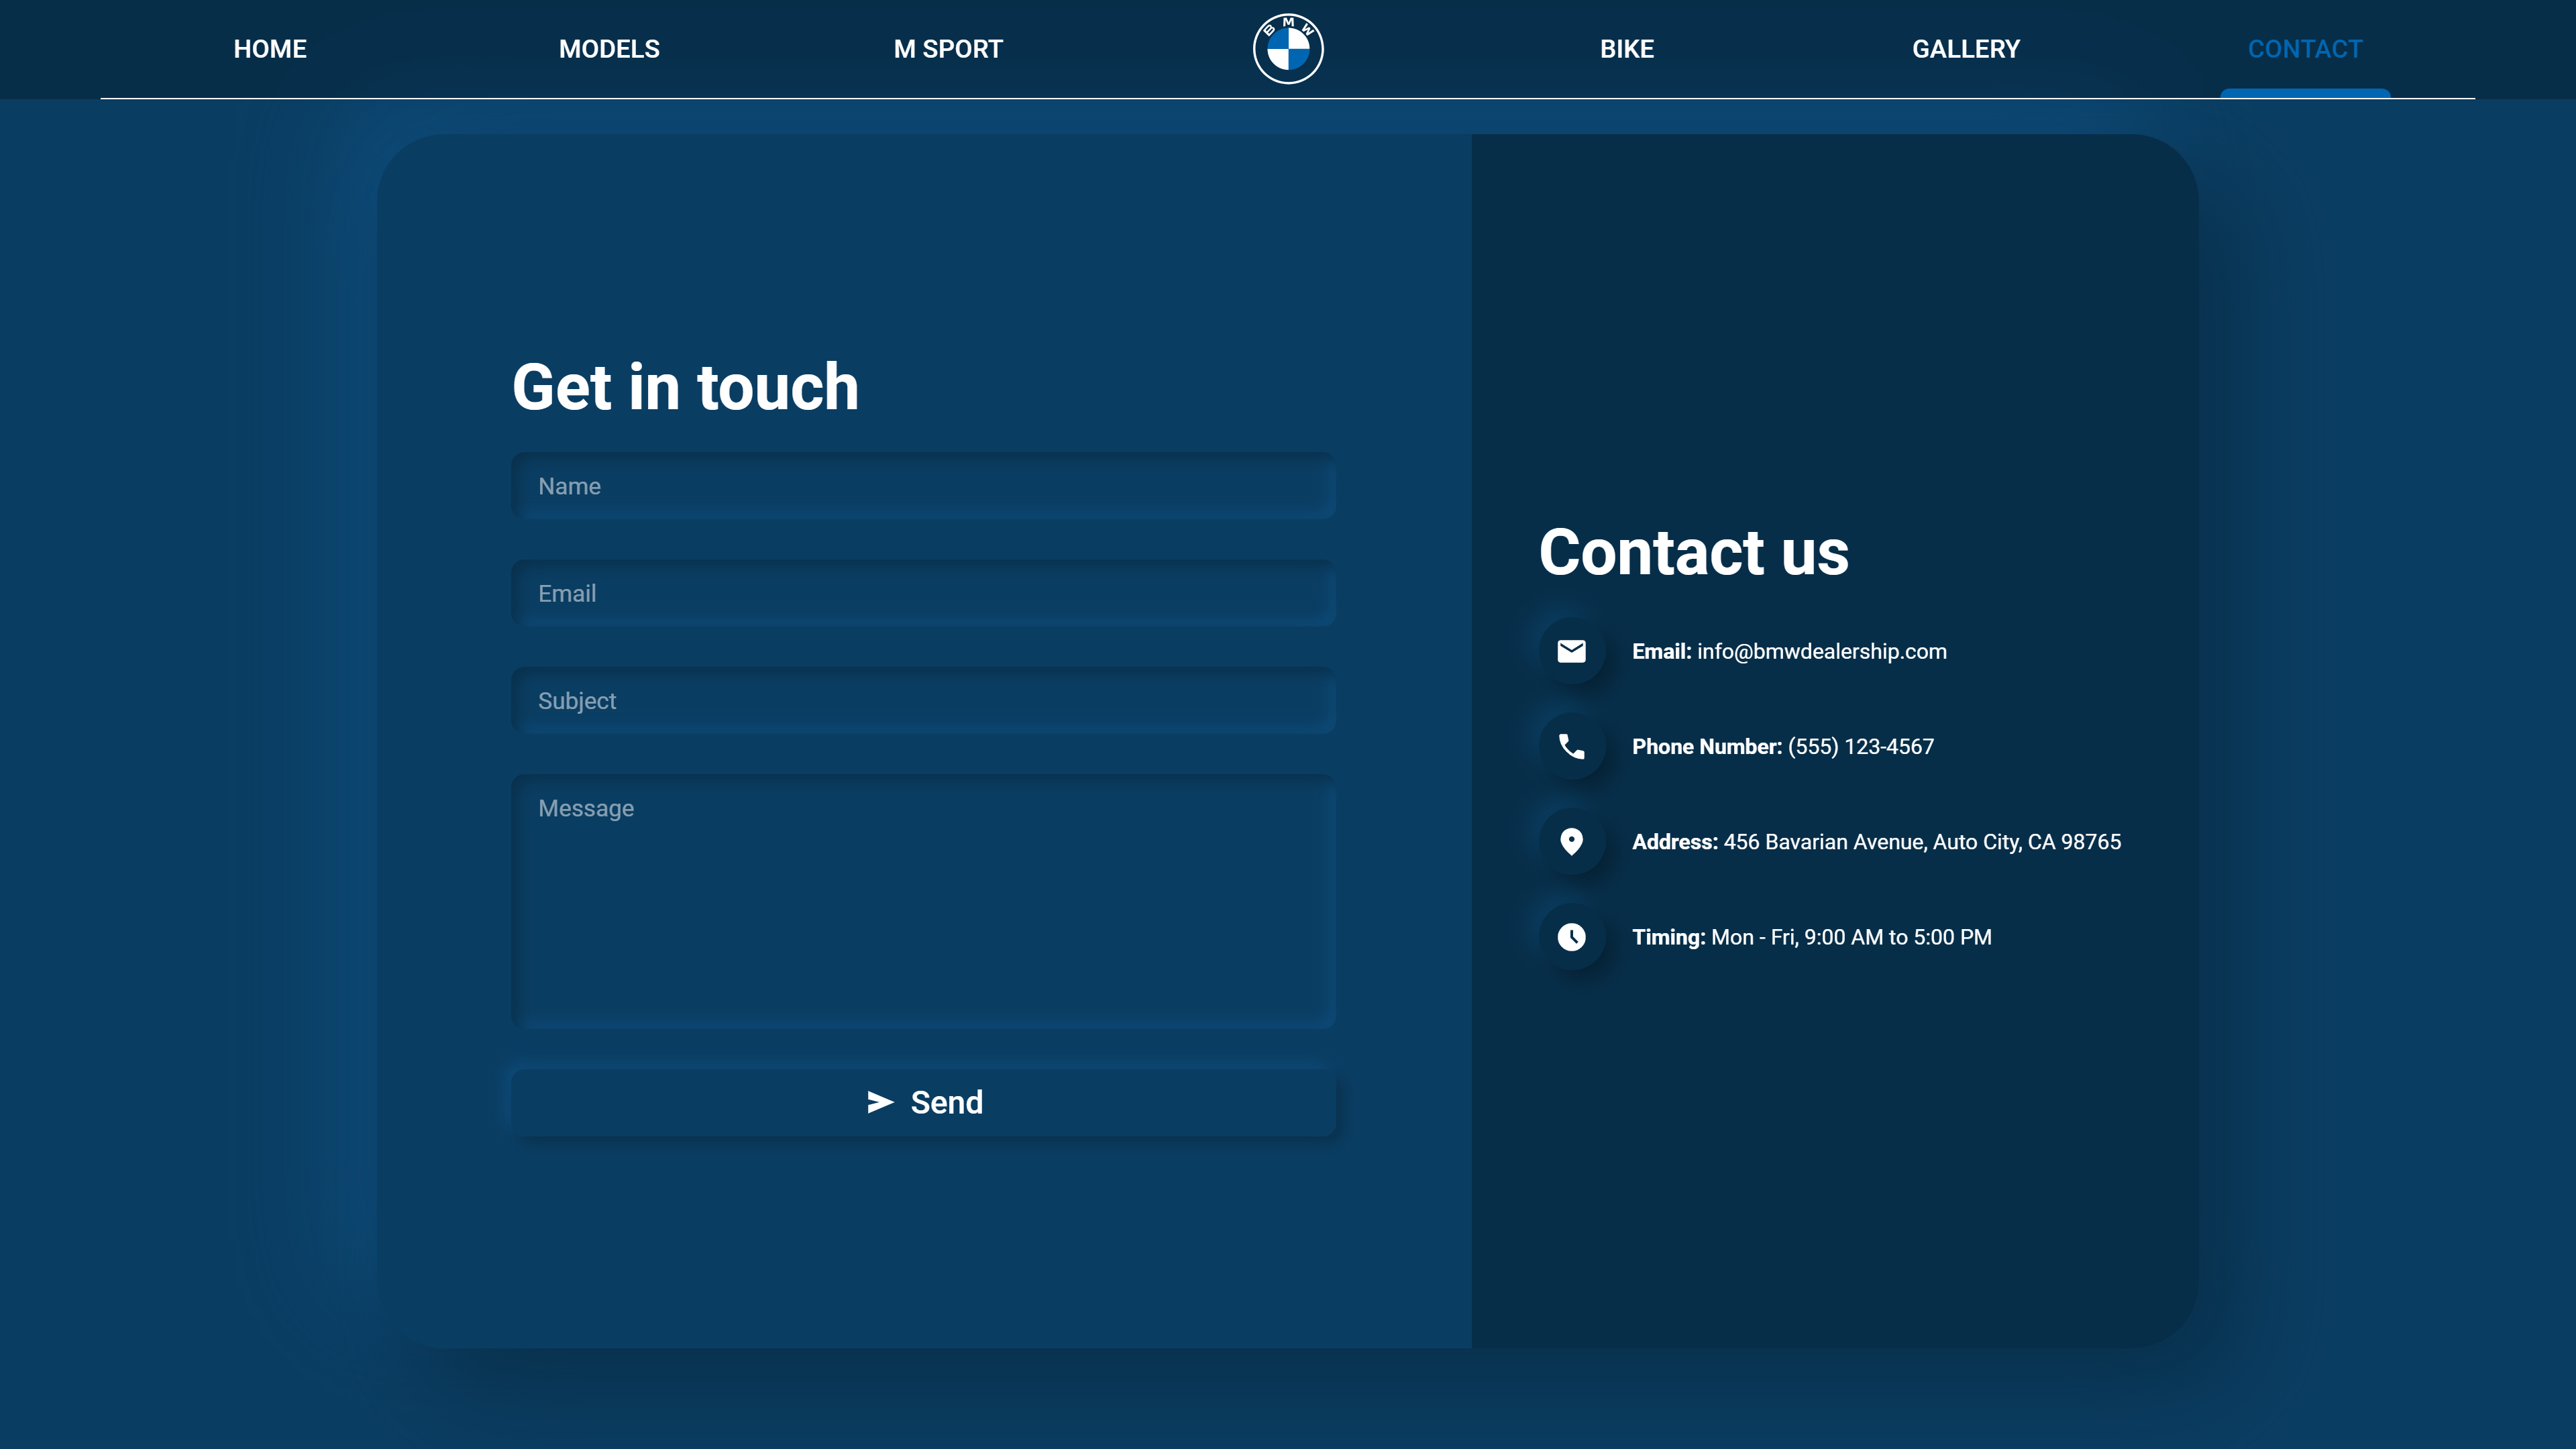 HOME
MODELS
M SPORT
BMW
BIKE
GALLERY
CONTACT
Get in touch
Name
Email
Subject
Message
Send
Contact us
Email: info@bmwdealership.com
Phone Number: (555) 123-4567
Address: 456 Bavarian Avenue, Auto City, CA 98765
Timing: Mon - Fri, 9:00 AM to 5:00 PM